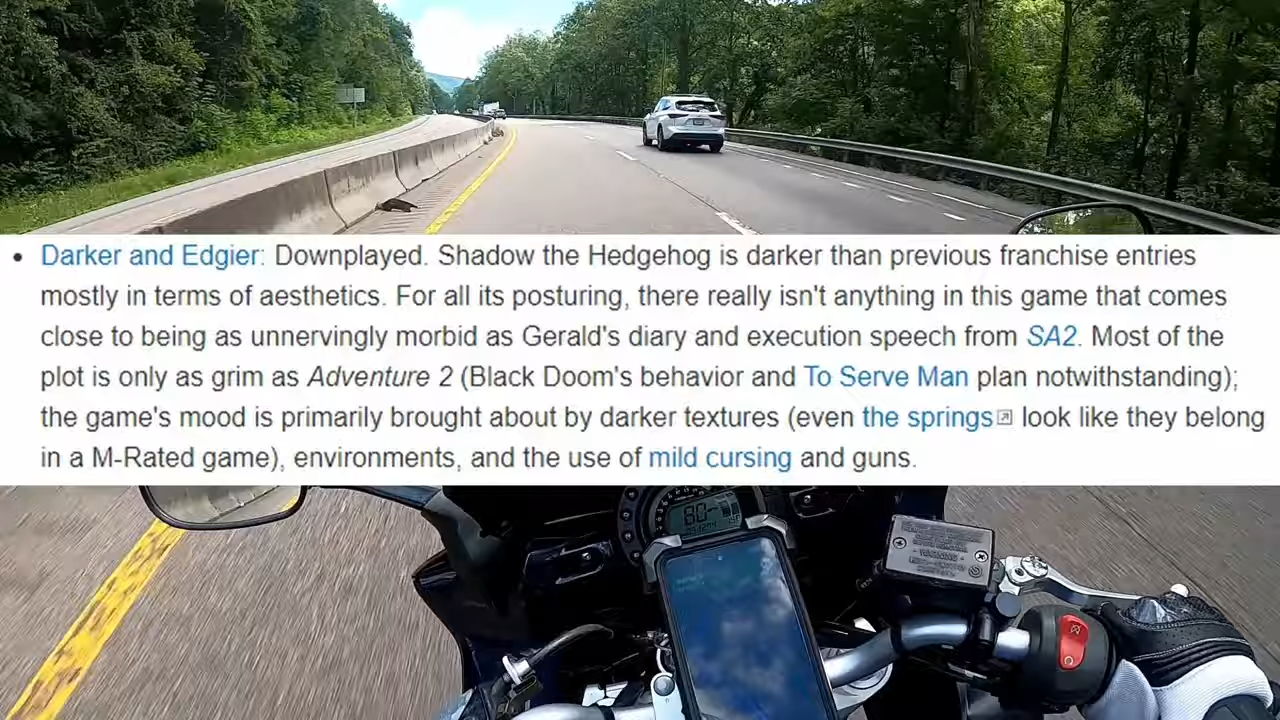 • Darker and Edgier: Downplayed. Shadow the Hedgehog is darker than previous franchise entries
mostly in terms of aesthetics. For all its posturing, there really isn't anything in this game that comes
close to being as unnervingly morbid as Gerald's diary and execution speech from SA2. Most of the
plot is only as grim as Adventure 2 (Black Doom's behavior and To Serve Man plan notwithstanding);
the game's mood is primarily brought about by darker textures (even the springs look like they belong
in a M-Rated game), environments, and the use of mild cursing and guns.
80
WARNING